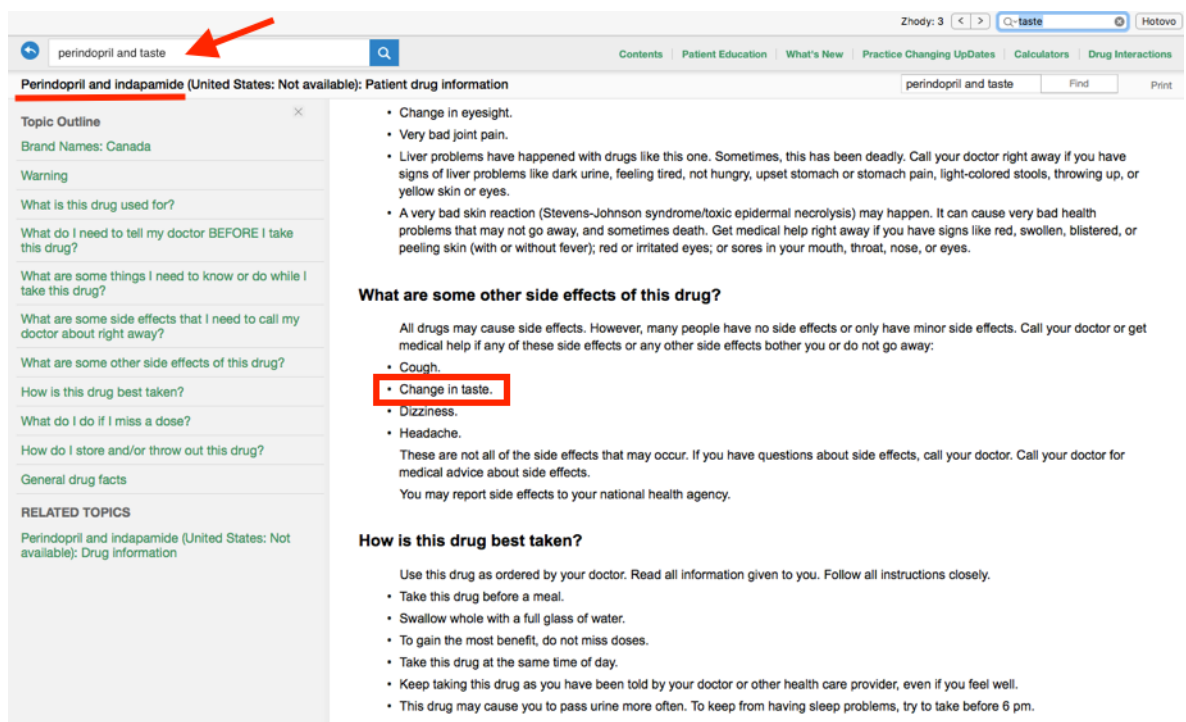 Zhody: 3 < > taste Hotovo
perindopril and taste
Contents Patient Education What's New Practice Changing UpDates Calculators Drug Interactions
Perindopril and indapamide (United States: Not available): Patient drug information
perindopril and taste Find Print
Topic Outline
Brand Names: Canada
Warning
What is this drug used for?
What do I need to tell my doctor BEFORE I take
this drug?
What are some things I need to know or do while I
take this drug?
What are some side effects that I need to call my
doctor about right away?
What are some other side effects of this drug?
How is this drug best taken?
What do I do if I miss a dose?
How do I store and/or throw out this drug?
General drug facts
RELATED TOPICS
Perindopril and indapamide (United States: Not
available): Drug information
• Change in eyesight.
• Very bad joint pain.
• Liver problems have happened with drugs like this one. Sometimes, this has been deadly. Call your doctor right away if you have
signs of liver problems like dark urine, feeling tired, not hungry, upset stomach or stomach pain, light-colored stools, throwing up, or
yellow skin or eyes.
• A very bad skin reaction (Stevens-Johnson syndrome/toxic epidermal necrolysis) may happen. It can cause very bad health
problems that may not go away, and sometimes death. Get medical help right away if you have signs like red, swollen, blistered, or
peeling skin (with or without fever); red or irritated eyes; or sores in your mouth, throat, nose, or eyes.
What are some other side effects of this drug?
All drugs may cause side effects. However, many people have no side effects or only have minor side effects. Call your doctor or get
medical help if any of these side effects or any other side effects bother you or do not go away:
• Cough.
• Change in taste.
• Dizziness.
• Headache.
These are not all of the side effects that may occur. If you have questions about side effects, call your doctor. Call your doctor for
medical advice about side effects.
You may report side effects to your national health agency.
How is this drug best taken?
Use this drug as ordered by your doctor. Read all information given to you. Follow all instructions closely.
• Take this drug before a meal.
• Swallow whole with a full glass of water.
• To gain the most benefit, do not miss doses.
• Take this drug at the same time of day.
• Keep taking this drug as you have been told by your doctor or other health care provider, even if you feel well.
• This drug may cause you to pass urine more often. To keep from having sleep problems, try to take before 6 pm.